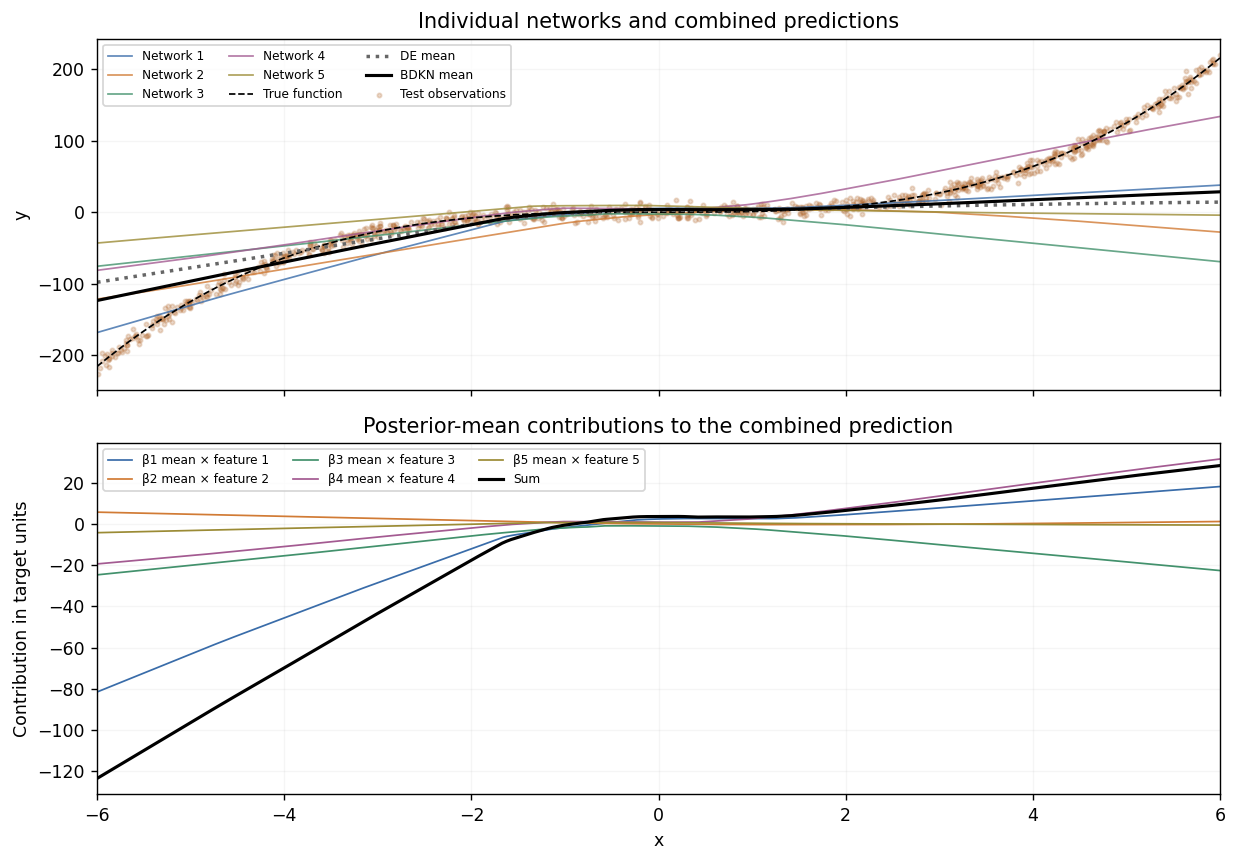 Individual networks and combined predictions
Network 1 Network 4 DE mean
Network 2 Network 5 BDKN mean
Network 3 True function Test observations
y
200
100
0
−100
−200
Posterior-mean contributions to the combined prediction
β1 mean × feature 1 β3 mean × feature 3 β5 mean × feature 5
β2 mean × feature 2 β4 mean × feature 4 Sum
Contribution in target units
20
0
−20
−40
−60
−80
−100
−120
−6 −4 −2 0 2 4 6
x